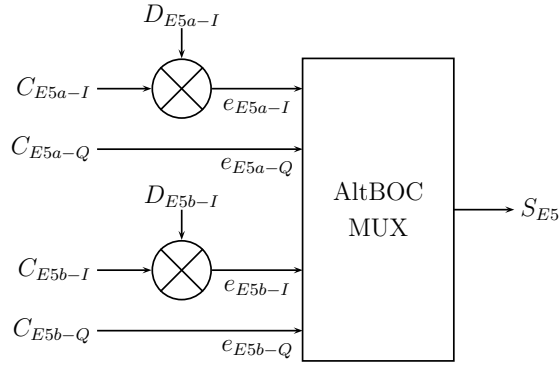 D_{E5a-I}
C_{E5a-I}
e_{E5a-I}
C_{E5a-Q}
e_{E5a-Q}
D_{E5b-I}
AltBOC
MUX
S_{E5}
C_{E5b-I}
e_{E5b-I}
C_{E5b-Q}
e_{E5b-Q}